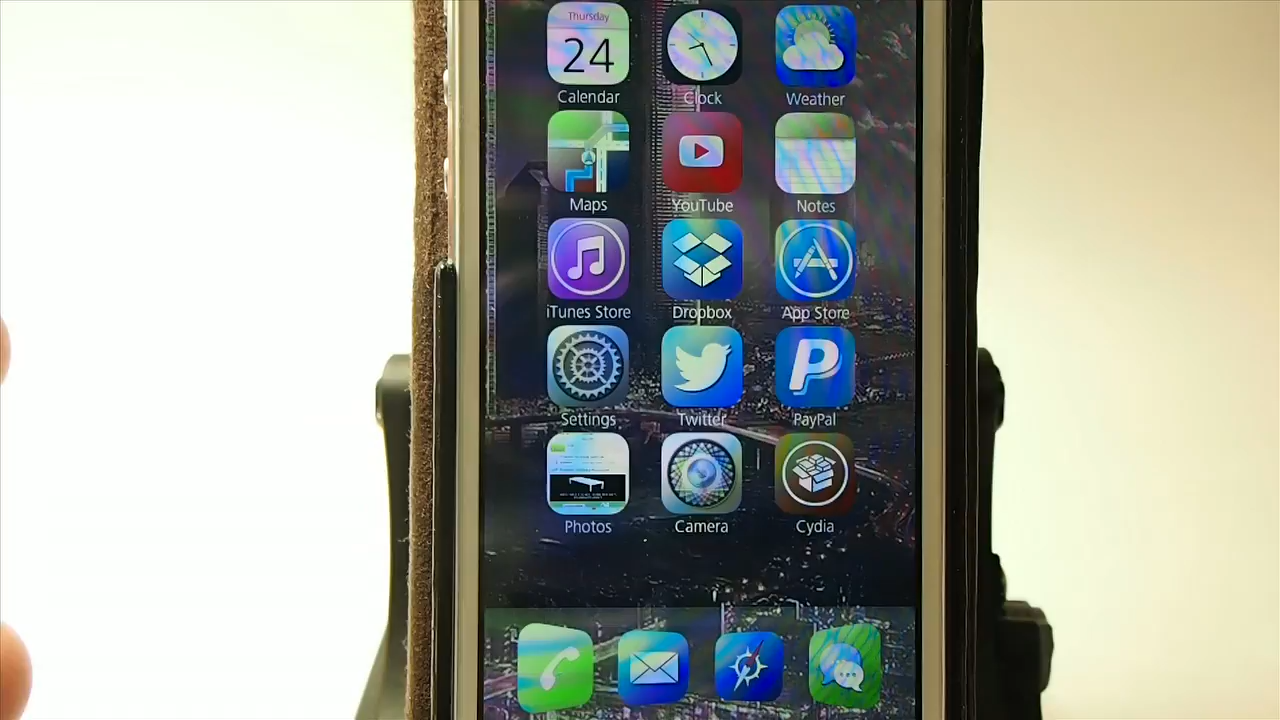 Thursday
24
Calendar Clock Weather
Maps YouTube Notes
iTunes Store Dropbox App Store
Settings Twitter PayPal
Photos Camera Cydia